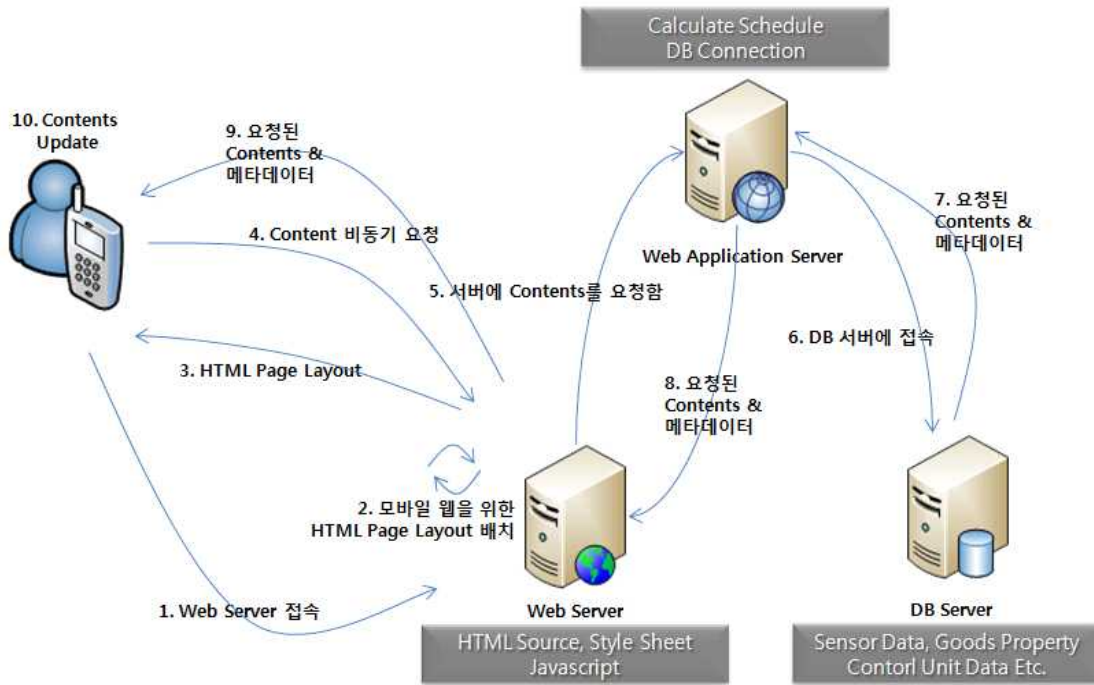 Calculate Schedule
DB Connection
10. Contents
Update
9. 요청된
Contents &
메타데이터
4. Content 비동기 요청
7. 요청된
Contents &
메타데이터
Web Application Server
5. 서버에 Contents를 요청함
6. DB 서버에 접속
3. HTML Page Layout
8. 요청된
Contents &
메타데이터
2. 모바일 웹을 위한
HTML Page Layout 배치
1. Web Server 접속
Web Server
DB Server
HTML Source, Style Sheet
Javascript
Sensor Data, Goods Property
Contorl Unit Data Etc.